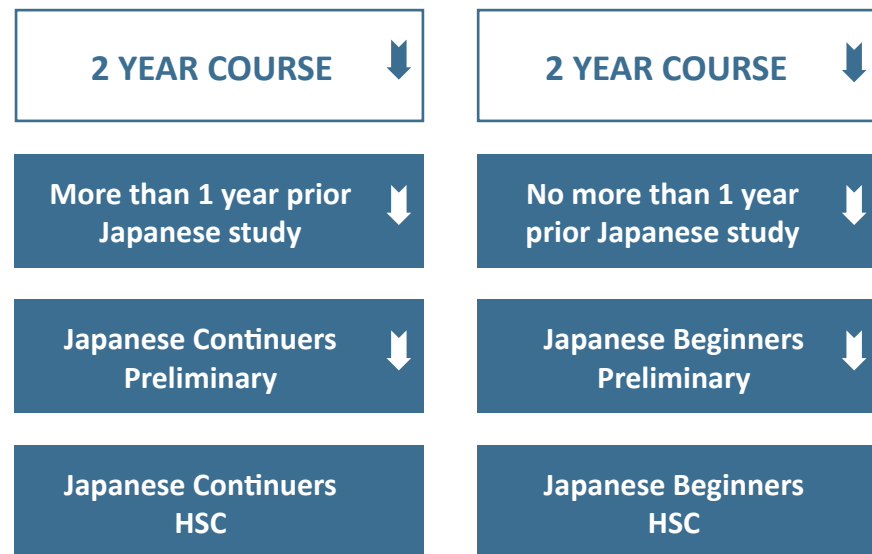 2 YEAR COURSE
More than 1 year prior
Japanese study
Japanese Continuers
Preliminary
Japanese Continuers
HSC
2 YEAR COURSE
No more than 1 year
prior Japanese study
Japanese Beginners
Preliminary
Japanese Beginners
HSC